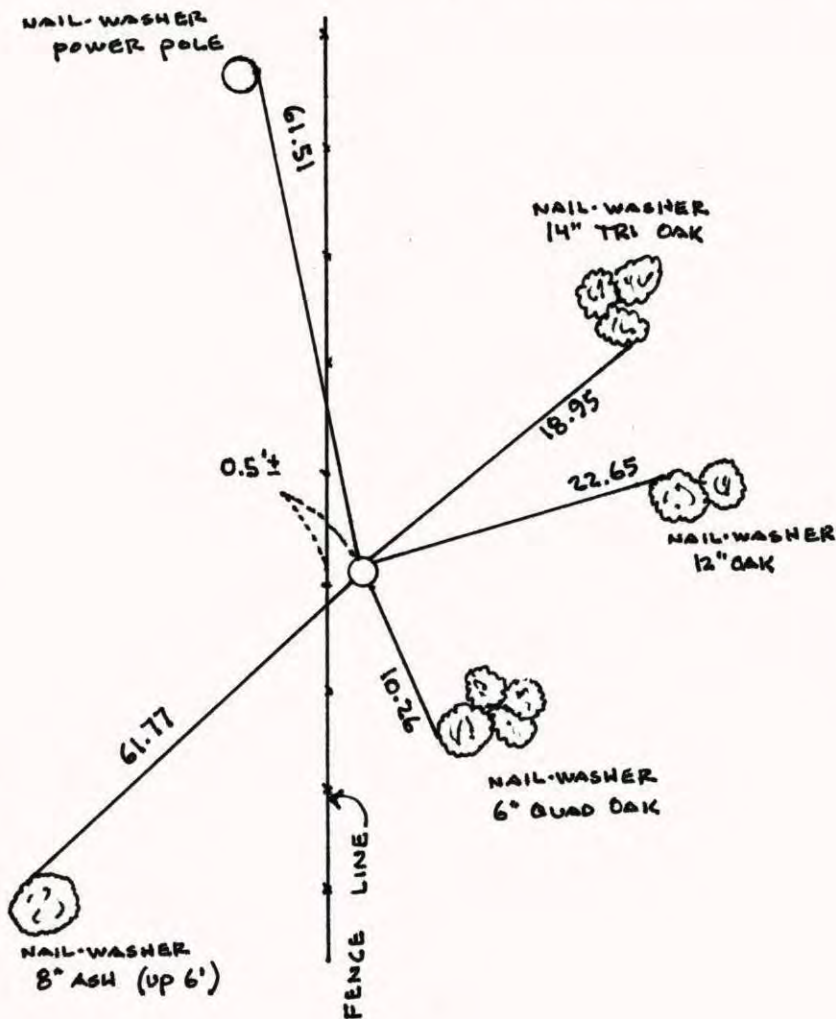 NAIL-WASHER
POWER POLE
61.51
NAIL-WASHER
14" TRI OAK
18.95
0.5'±
22.65
NAIL-WASHER
12" OAK
10.26
61.77
NAIL-WASHER
6" QUAD OAK
FENCE LINE
NAIL-WASHER
8" ASH (UP 6')